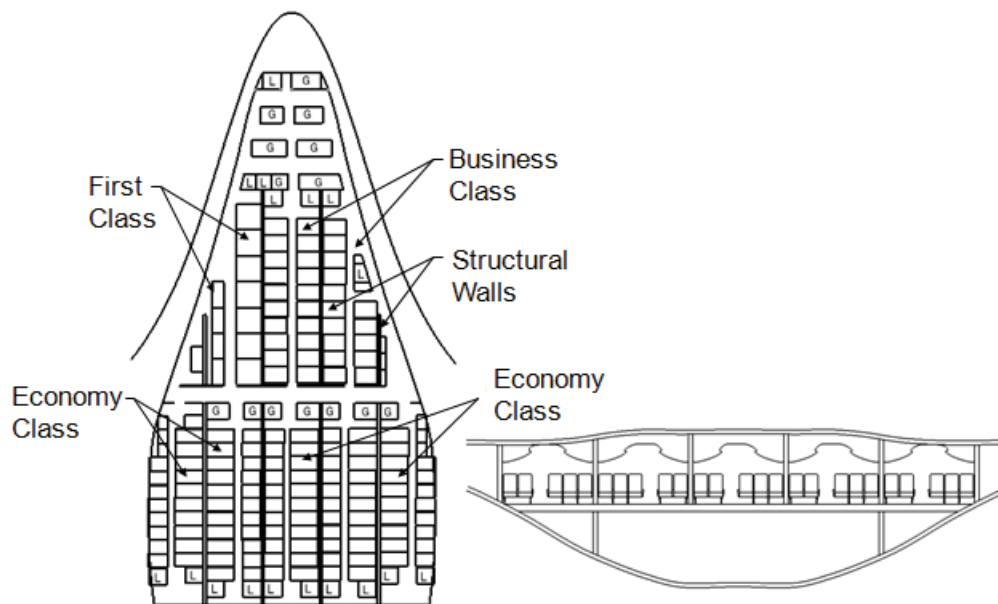 L G
G G
G G
Business
Class
First
Class
L L G G
L L L
L
Structural
Walls
Economy
Class
Economy
Class
G G G G G G
L L
L L L L L L